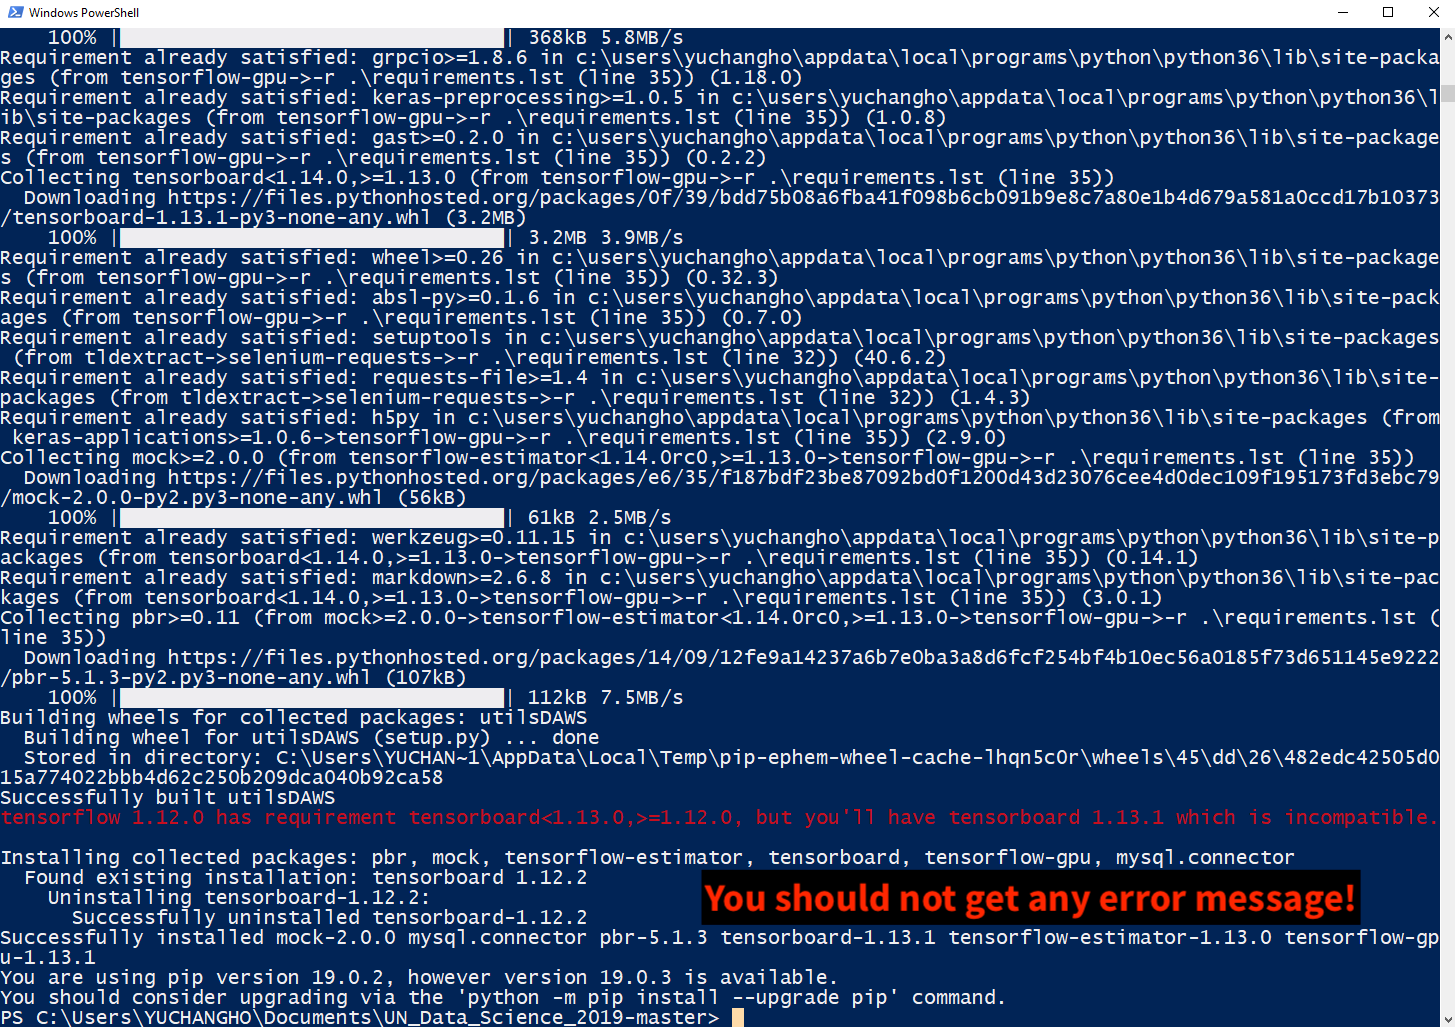 Windows PowerShell
    100% |████████████████████████████████| 368kB 5.8MB/s
Requirement already satisfied: grpcio>=1.8.6 in c:\users\yuchangho\appdata\local\programs\python\python36\lib\site-packa
ges (from tensorflow-gpu->-r .\requirements.lst (line 35)) (1.18.0)
Requirement already satisfied: keras-preprocessing>=1.0.5 in c:\users\yuchangho\appdata\local\programs\python\python36\l
ib\site-packages (from tensorflow-gpu->-r .\requirements.lst (line 35)) (1.0.8)
Requirement already satisfied: gast>=0.2.0 in c:\users\yuchangho\appdata\local\programs\python\python36\lib\site-package
s (from tensorflow-gpu->-r .\requirements.lst (line 35)) (0.2.2)
Collecting tensorboard<1.14.0,>=1.13.0 (from tensorflow-gpu->-r .\requirements.lst (line 35))
  Downloading https://files.pythonhosted.org/packages/0f/39/bdd75b08a6fba41f098b6cb091b9e8c7a80e1b4d679a581a0ccd17b10373
/tensorboard-1.13.1-py3-none-any.whl (3.2MB)
    100% |████████████████████████████████| 3.2MB 3.9MB/s
Requirement already satisfied: wheel>=0.26 in c:\users\yuchangho\appdata\local\programs\python\python36\lib\site-package
s (from tensorflow-gpu->-r .\requirements.lst (line 35)) (0.32.3)
Requirement already satisfied: absl-py>=0.1.6 in c:\users\yuchangho\appdata\local\programs\python\python36\lib\site-pack
ages (from tensorflow-gpu->-r .\requirements.lst (line 35)) (0.7.0)
Requirement already satisfied: setuptools in c:\users\yuchangho\appdata\local\programs\python\python36\lib\site-packages
 (from tldextract->selenium-requests->-r .\requirements.lst (line 32)) (40.6.2)
Requirement already satisfied: requests-file>=1.4 in c:\users\yuchangho\appdata\local\programs\python\python36\lib\site-
packages (from tldextract->selenium-requests->-r .\requirements.lst (line 32)) (1.4.3)
Requirement already satisfied: h5py in c:\users\yuchangho\appdata\local\programs\python\python36\lib\site-packages (from
 keras-applications>=1.0.6->tensorflow-gpu->-r .\requirements.lst (line 35)) (2.9.0)
Collecting mock>=2.0.0 (from tensorflow-estimator<1.14.0rc0,>=1.13.0->tensorflow-gpu->-r .\requirements.lst (line 35))
  Downloading https://files.pythonhosted.org/packages/e6/35/f187bdf23be87092bd0f1200d43d23076cee4d0dec109f195173fd3ebc79
/mock-2.0.0-py2.py3-none-any.whl (56kB)
    100% |████████████████████████████████| 61kB 2.5MB/s
Requirement already satisfied: werkzeug>=0.11.15 in c:\users\yuchangho\appdata\local\programs\python\python36\lib\site-p
ackages (from tensorboard<1.14.0,>=1.13.0->tensorflow-gpu->-r .\requirements.lst (line 35)) (0.14.1)
Requirement already satisfied: markdown>=2.6.8 in c:\users\yuchangho\appdata\local\programs\python\python36\lib\site-pac
kages (from tensorboard<1.14.0,>=1.13.0->tensorflow-gpu->-r .\requirements.lst (line 35)) (3.0.1)
Collecting pbr>=0.11 (from mock>=2.0.0->tensorflow-estimator<1.14.0rc0,>=1.13.0->tensorflow-gpu->-r .\requirements.lst (
line 35))
  Downloading https://files.pythonhosted.org/packages/14/09/12fe9a14237a6b7e0ba3a8d6fcf254bf4b10ec56a0185f73d651145e9222
/pbr-5.1.3-py2.py3-none-any.whl (107kB)
    100% |████████████████████████████████| 112kB 7.5MB/s
Building wheels for collected packages: utilsDAWS
  Building wheel for utilsDAWS (setup.py) ... done
  Stored in directory: C:\Users\YUCHAN~1\AppData\Local\Temp\pip-ephem-wheel-cache-lhqn5c0r\wheels\45\dd\26\482edc42505d0
15a774022bbb4d62c250b209dca040b92ca58
Successfully built utilsDAWS
tensorflow 1.12.0 has requirement tensorboard<1.13.0,>=1.12.0, but you'll have tensorboard 1.13.1 which is incompatible.
Installing collected packages: pbr, mock, tensorflow-estimator, tensorboard, tensorflow-gpu, mysql.connector
  Found existing installation: tensorboard 1.12.2
    Uninstalling tensorboard-1.12.2:
      Successfully uninstalled tensorboard-1.12.2
You should not get any error message!
Successfully installed mock-2.0.0 mysql.connector pbr-5.1.3 tensorboard-1.13.1 tensorflow-estimator-1.13.0 tensorflow-gp
u-1.13.1
You are using pip version 19.0.2, however version 19.0.3 is available.
You should consider upgrading via the 'python -m pip install --upgrade pip' command.
PS C:\Users\YUCHANGHO\Documents\UN_Data_Science_2019-master>